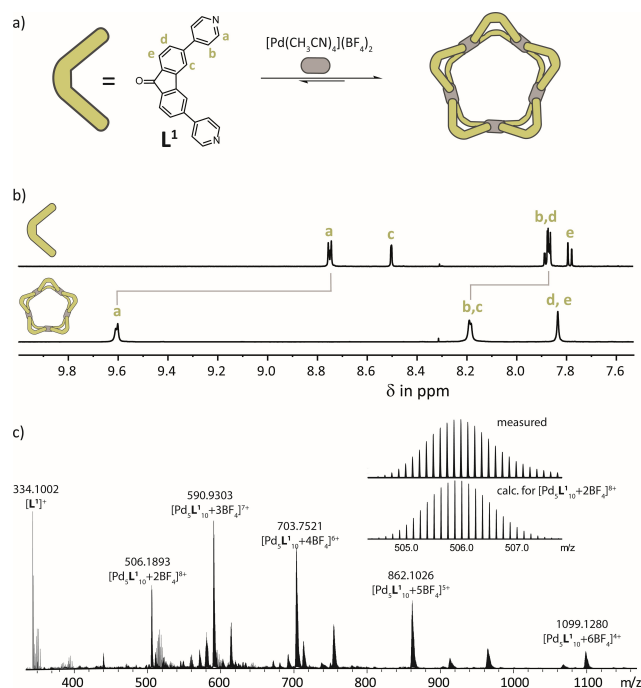 a)
N
d
a
e
b
c
O
N
L¹
=
[Pd(CH₃CN)₄](BF₄)₂
b)
a
c
b,d
e
a
b,c
d, e
9.8 9.6 9.4 9.2 9.0 8.8 8.6 8.4 8.2 8.0 7.8 7.6
δ in ppm
c)
measured
calc. for [Pd₅L¹₁₀+2BF₄]⁸⁺
505.0 506.0 507.0 m/z
334.1002
[L¹]⁺
506.1893
[Pd₅L¹₁₀+2BF₄]⁸⁺
590.9303
[Pd₅L¹₁₀+3BF₄]⁷⁺
703.7521
[Pd₅L¹₁₀+4BF₄]⁶⁺
862.1026
[Pd₅L¹₁₀+5BF₄]⁵⁺
1099.1280
[Pd₅L¹₁₀+6BF₄]⁴⁺
400 500 600 700 800 900 1000 1100 m/z